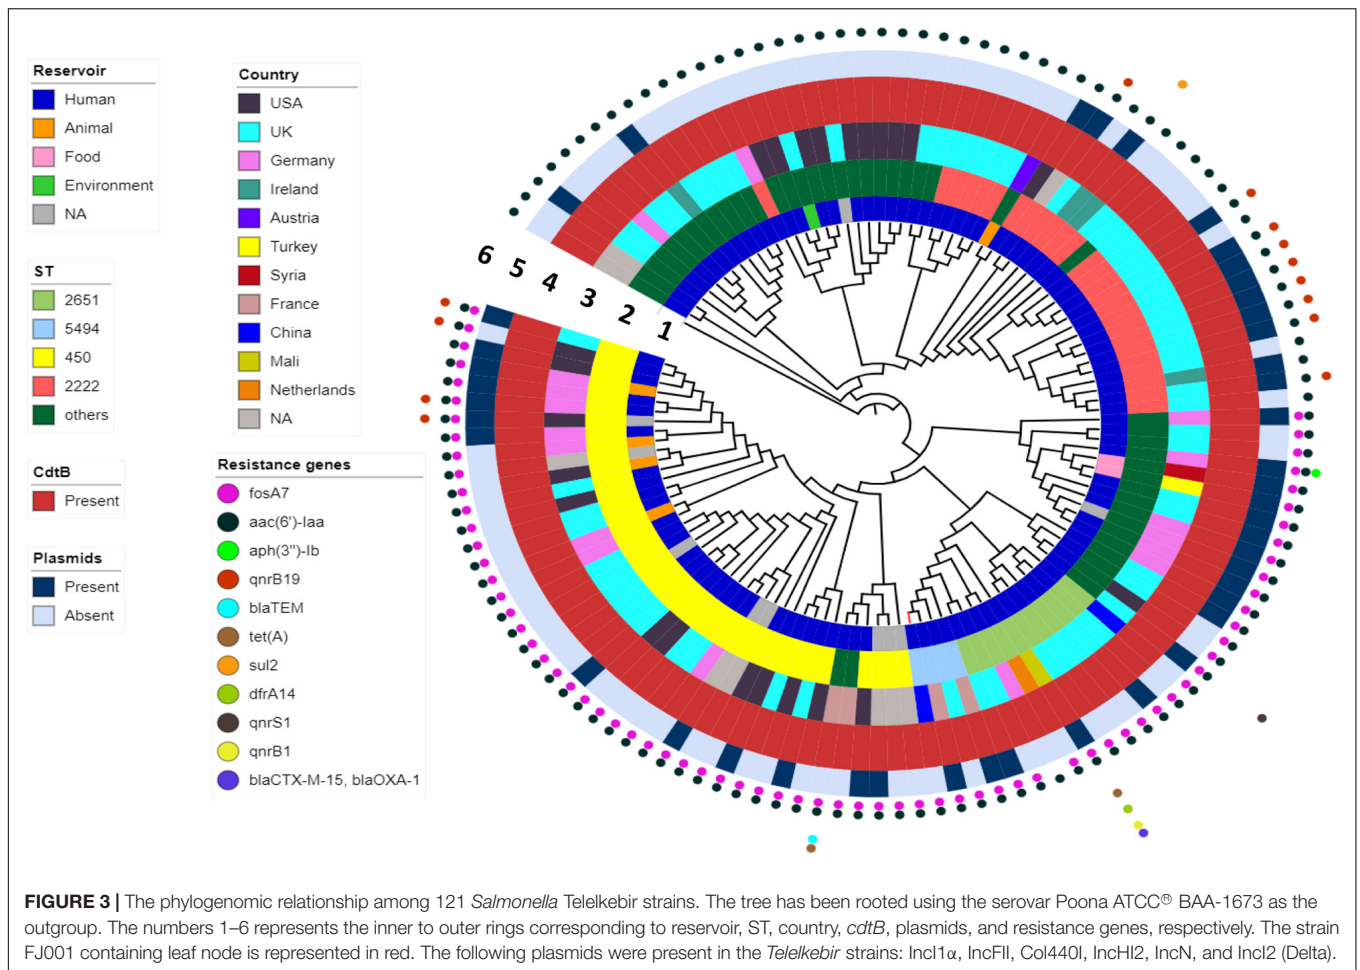 Reservoir
Human
Animal
Food
Environment
NA
ST
2651
5494
450
2222
others
CdtB
Present
Plasmids
Present
Absent
Country
USA
UK
Germany
Ireland
Austria
Turkey
Syria
France
China
Mali
Netherlands
NA
Resistance genes
fosA7
aac(6')-Iaa
aph(3")-Ib
qnrB19
blaTEM
tet(A)
sul2
dfrA14
qnrS1
qnrB1
blaCTX-M-15, blaOXA-1
6 5 4 3 2 1
FIGURE 3 | The phylogenomic relationship among 121 Salmonella Telelkebir strains. The tree has been rooted using the serovar Poona ATCC® BAA-1673 as the
outgroup. The numbers 1–6 represents the inner to outer rings corresponding to reservoir, ST, country, cdtB, plasmids, and resistance genes, respectively. The strain
FJ001 containing leaf node is represented in red. The following plasmids were present in the Telelkebir strains: IncI1α, IncFII, Col440I, IncHI2, IncN, and IncI2 (Delta).